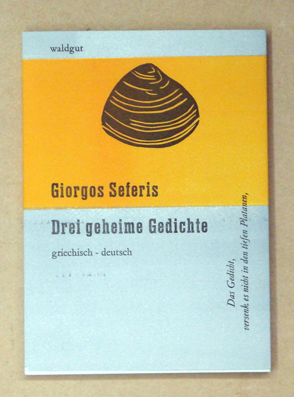 waldgut
Giorgos Seferis
Drei geheime Gedichte
griechisch - deutsch
Das Gedicht,
versenk es nicht in den tiefen Platanen,